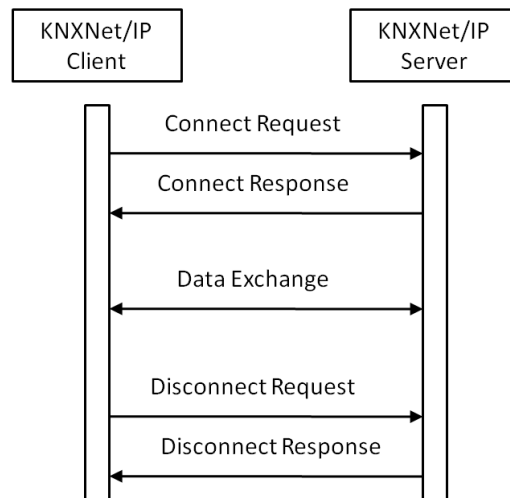 KNXNet/IP
Client
KNXNet/IP
Server
Connect Request
Connect Response
Data Exchange
Disconnect Request
Disconnect Response